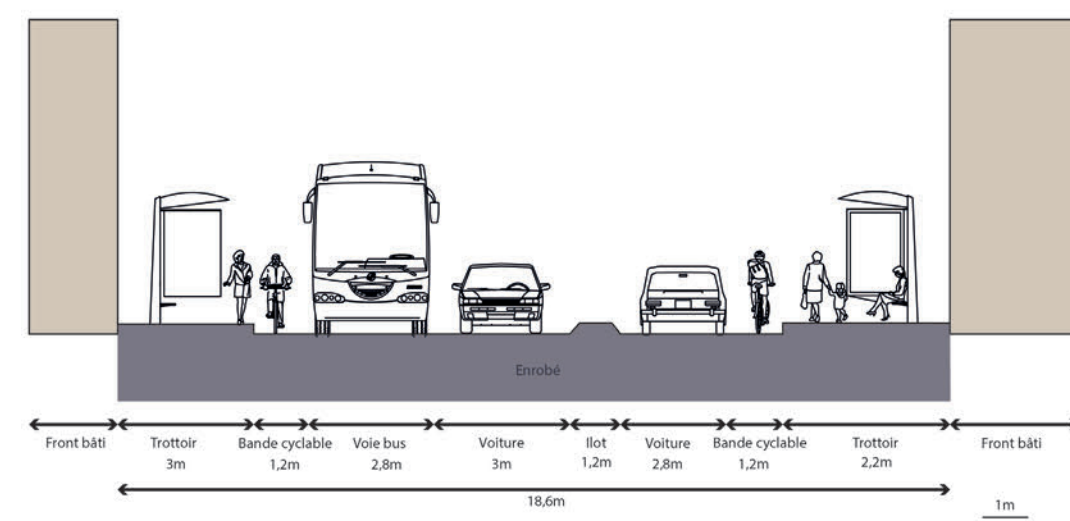 Enrobé
Front bâti
Trottoir
3m
Bande cyclable
1,2m
Voie bus
2,8m
Voiture
3m
Ilot
1,2m
Voiture
2,8m
Bande cyclable
1,2m
Trottoir
2,2m
Front bâti
18,6m
1m